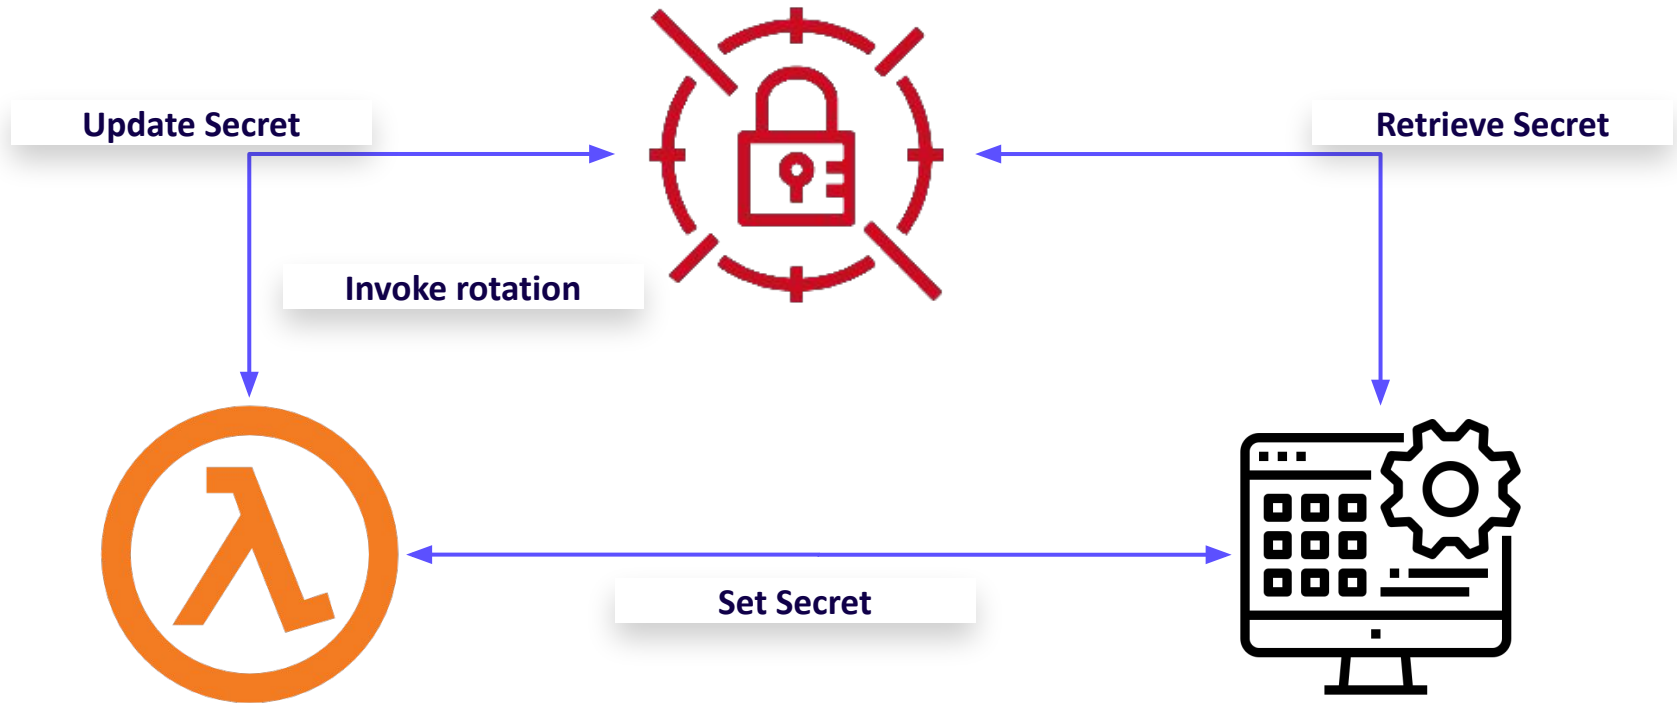 Update Secret
Retrieve Secret
Invoke rotation
Set Secret